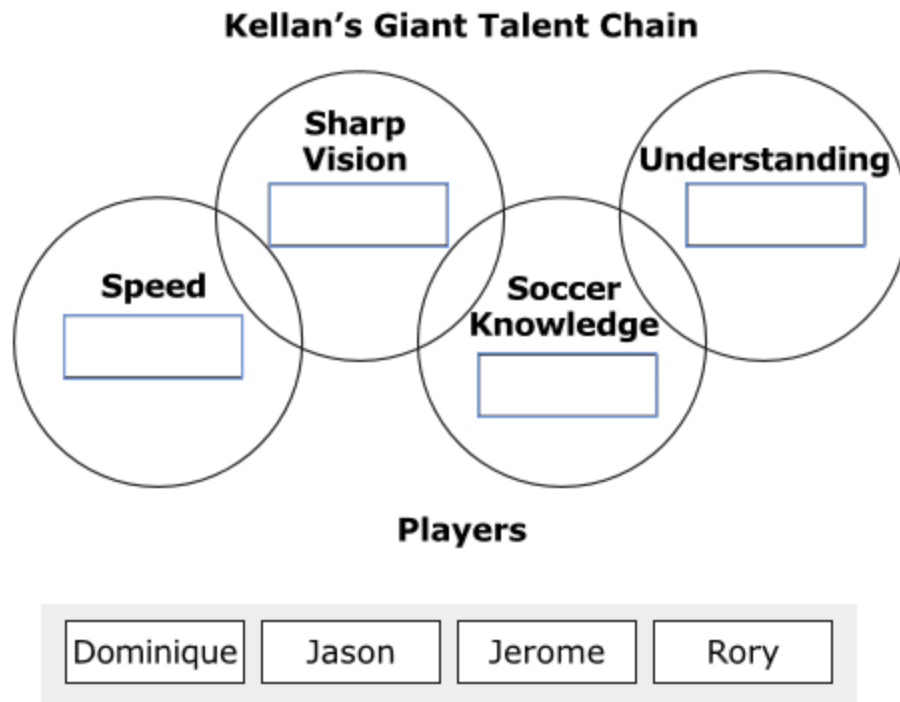 Kellan’s Giant Talent Chain
Sharp
Vision
Understanding
Speed
Soccer
Knowledge
Players
Dominique
Jason
Jerome
Rory